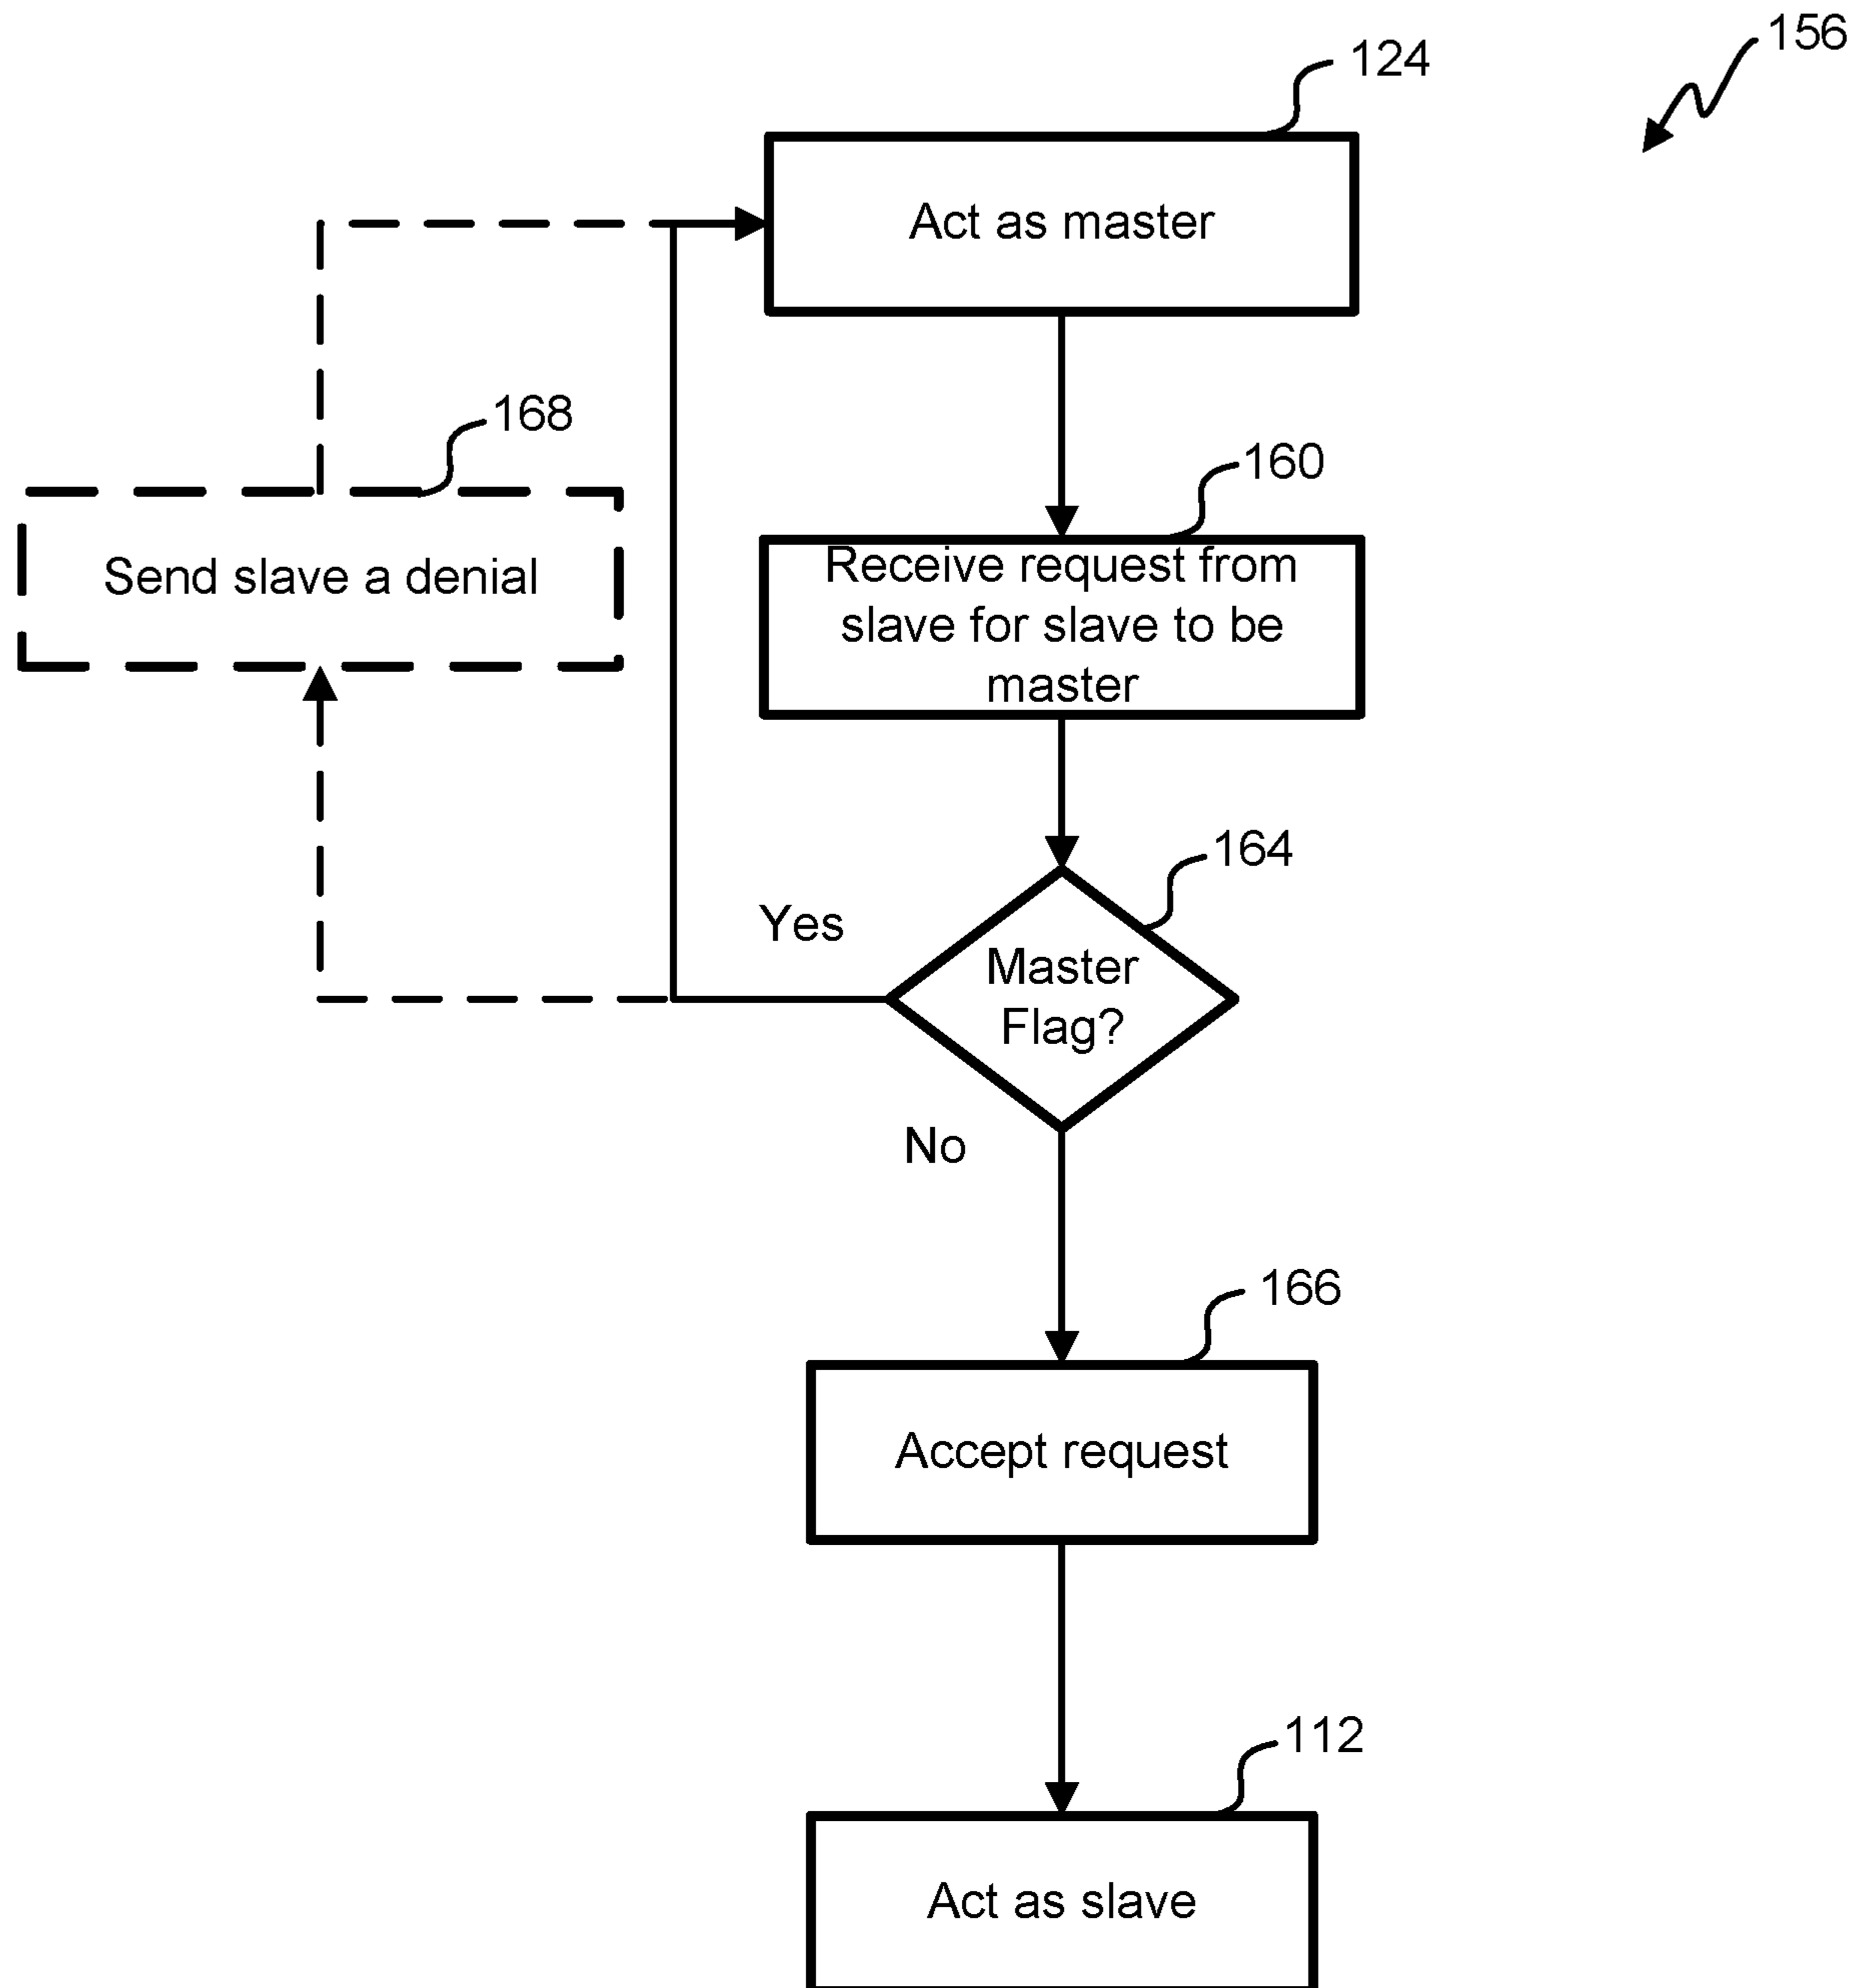 156
124
Act as master
168
160
Send slave a denial
Receive request from
slave for slave to be
master
164
Yes
Master
Flag?
No
166
Accept request
112
Act as slave